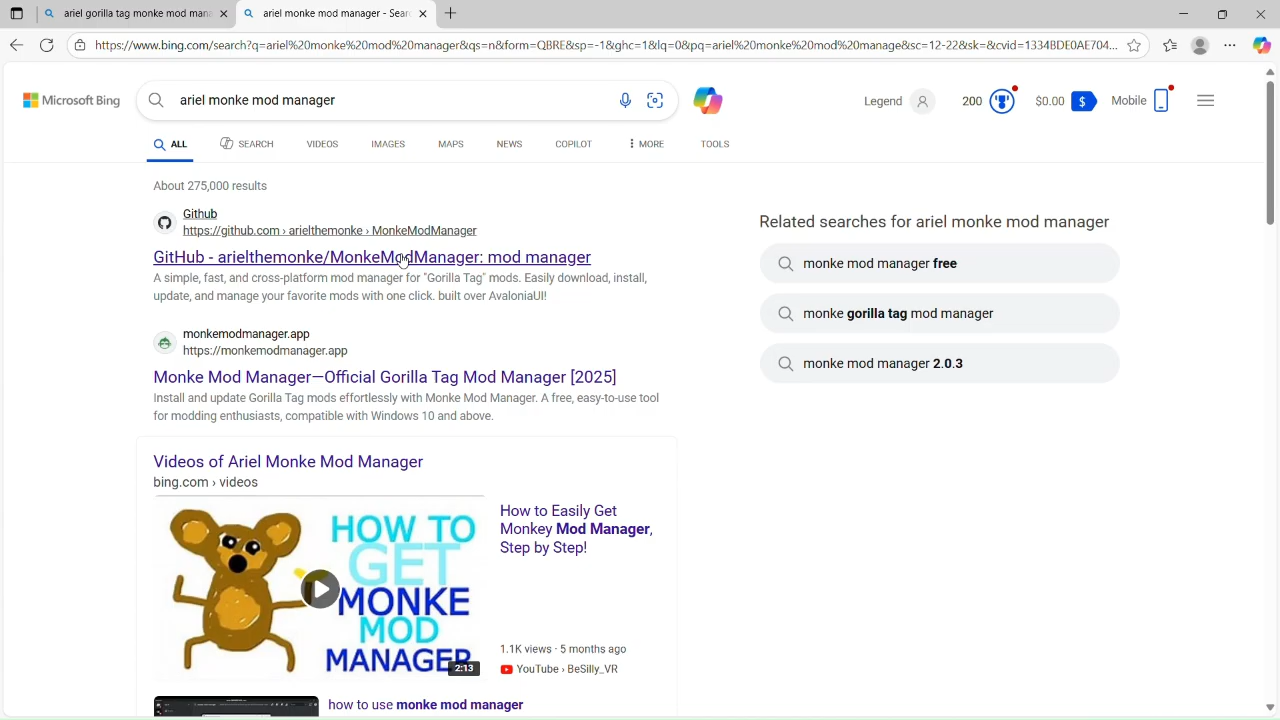 ariel gorilla monke mod mana
ariel monke mod manager - Sear
https://www.bing.com/search?q=ariel%20monke%20mod%20manager&qs=n&form=QBRE&sp=-1&ghc=1&lq=0&pq=ariel%20monke%20mod%20manage&sc=12-22&sk=&cvid=1334BDE0AE704...
Microsoft Bing
ariel monke mod manager
Legend
200
$0.00
$
Mobile
ALL
SEARCH
VIDEOS
IMAGES
MAPS
NEWS
COPILOT
MORE
TOOLS
About 275,000 results
Github
https://github.com › arielthemonke › MonkeModManager
GitHub - arielthemonke/MonkeModManager: mod manager
A simple, fast, and cross-platform mod manager for "Gorilla Tag" mods. Easily download, install,
update, and manage your favorite mods with one click. built over AvaloniaUI!
monkemodmanager.app
https://monkemodmanager.app
Monke Mod Manager—Official Gorilla Tag Mod Manager [2025]
Install and update Gorilla Tag mods effortlessly with Monke Mod Manager. A free, easy-to-use tool
for modding enthusiasts, compatible with Windows 10 and above.
Videos of Ariel Monke Mod Manager
bing.com › videos
HOW TO
GET
MONKE
MOD
MANAGER
2:13
How to Easily Get
Monkey Mod Manager,
Step by Step!
1.1K views · 5 months ago
YouTube › BeSilly_VR
how to use monke mod manager
Related searches for ariel monke mod manager
monke mod manager free
monke gorilla tag mod manager
monke mod manager 2.0.3